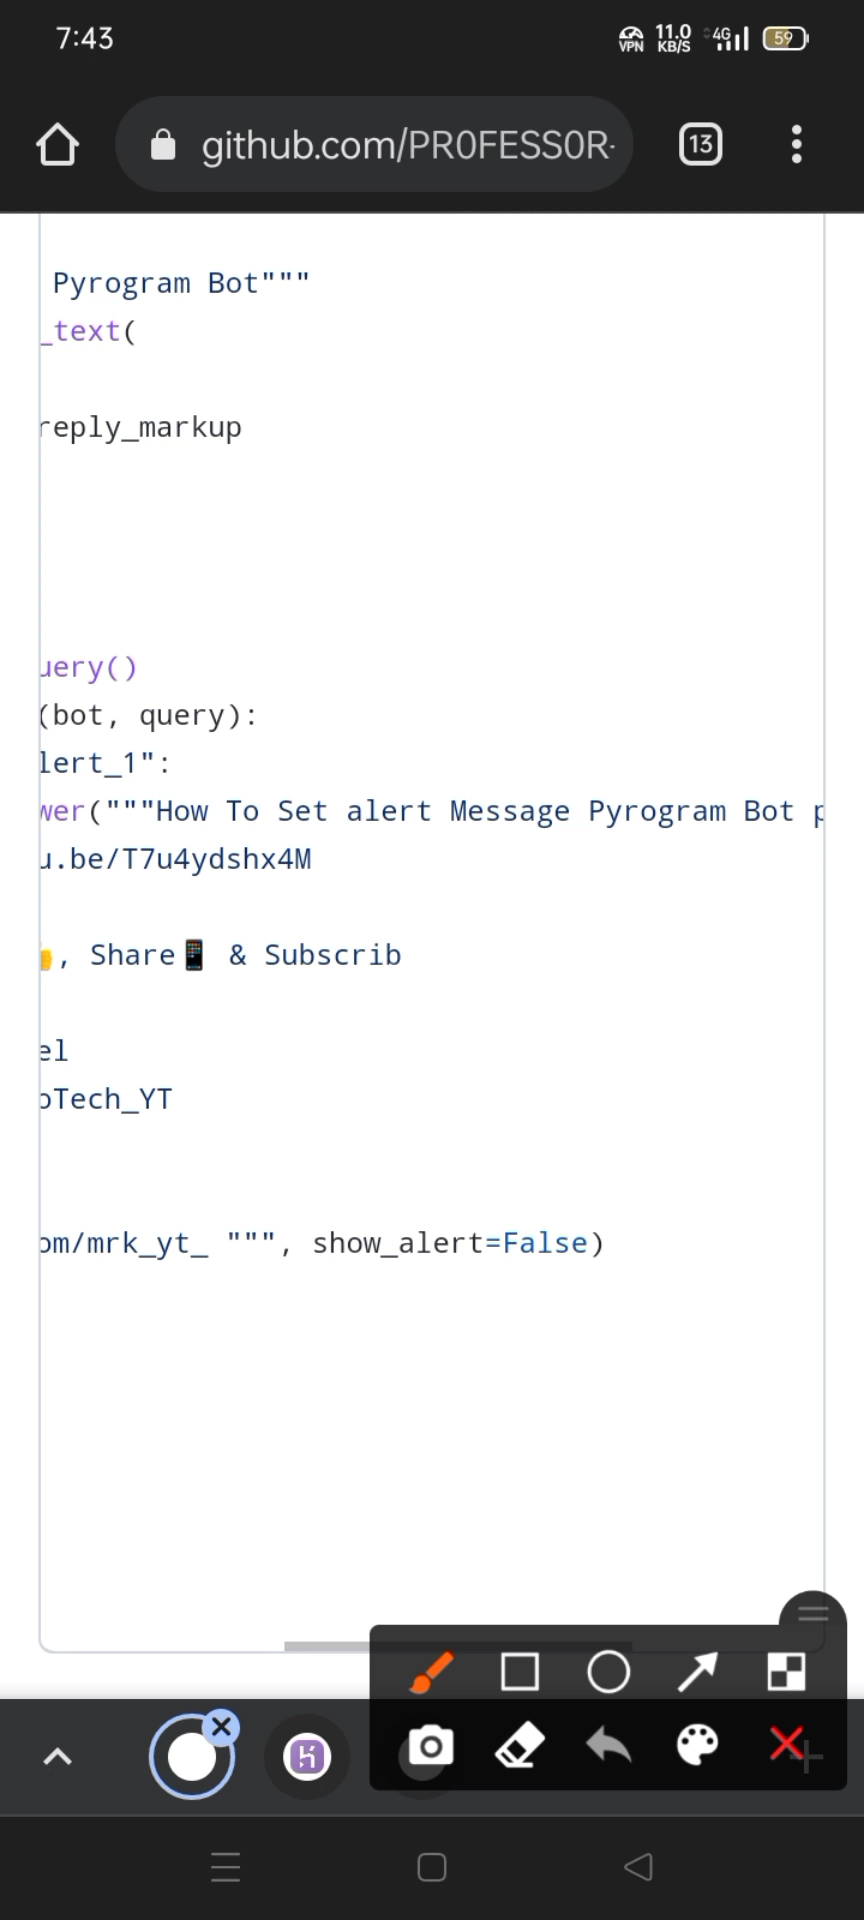 7:43
VPN
11.0
KB/S
4G
59
github.com/PR0FESS0R-
13
Pyrogram Bot"""
_text(
reply_markup
uery()
(bot, query):
lert_1":
wer("""How To Set alert Message Pyrogram Bot p
u.be/T7u4ydshx4M
👍, Share📱 & Subscrib
el
oTech_YT
om/mrk_yt_ """, show_alert=False)